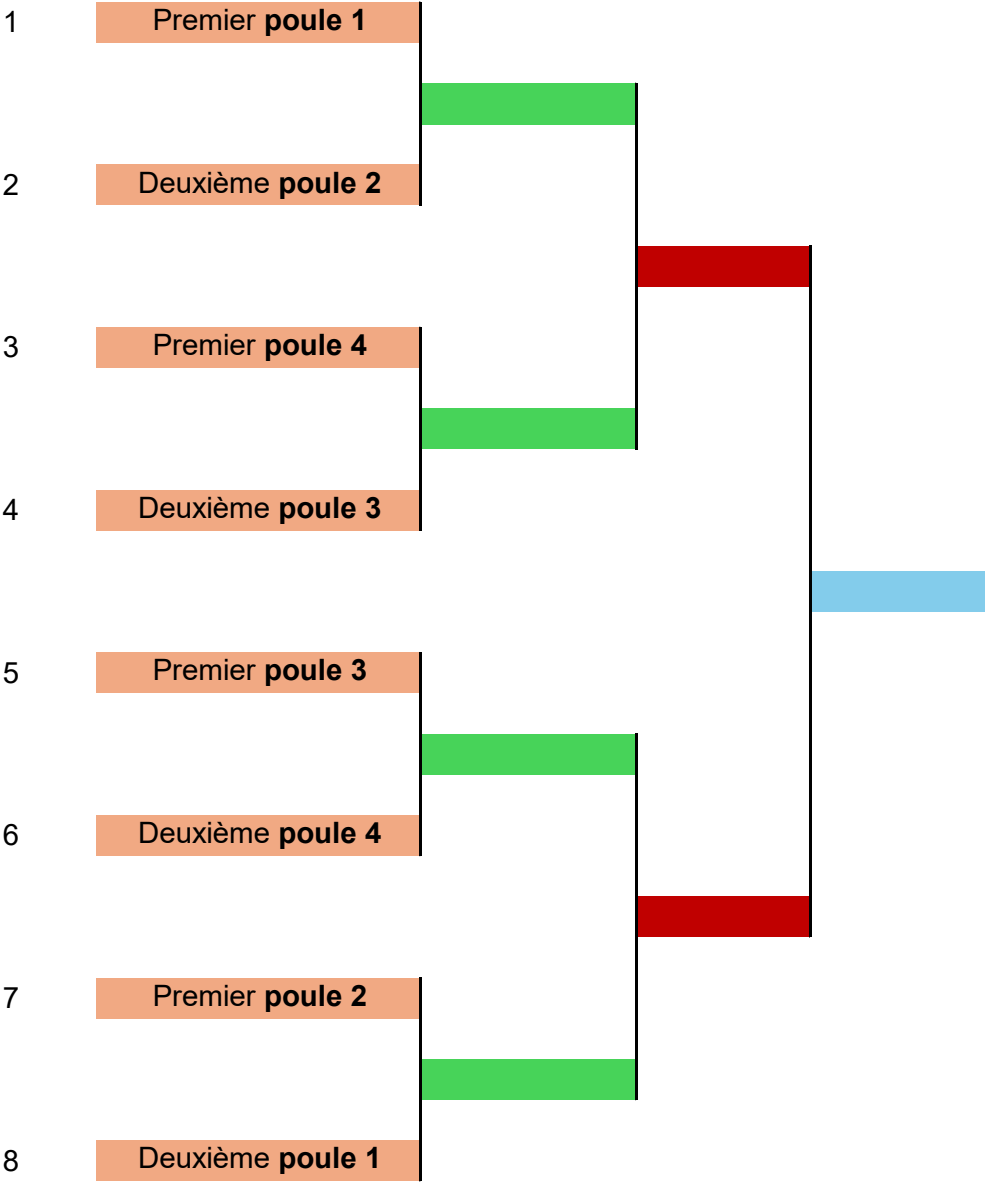 1 Premier poule 1
2 Deuxième poule 2
3 Premier poule 4
4 Deuxième poule 3
5 Premier poule 3
6 Deuxième poule 4
7 Premier poule 2
8 Deuxième poule 1